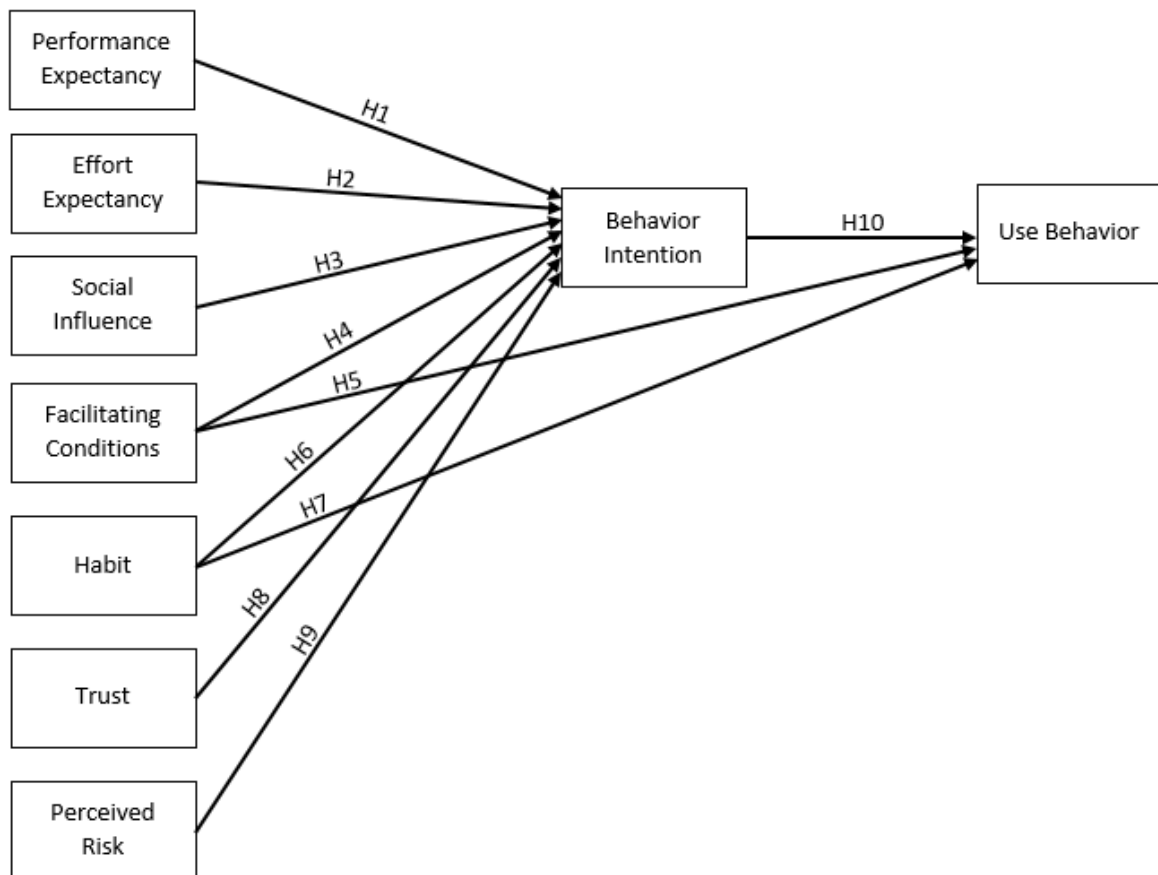 Performance
Expectancy
H1
Effort
Expectancy
H2
Social
Influence
H3
Facilitating
Conditions
H4
H5
Habit
H6
H7
Trust
H8
Perceived
Risk
H9
Behavior
Intention
H10
Use Behavior